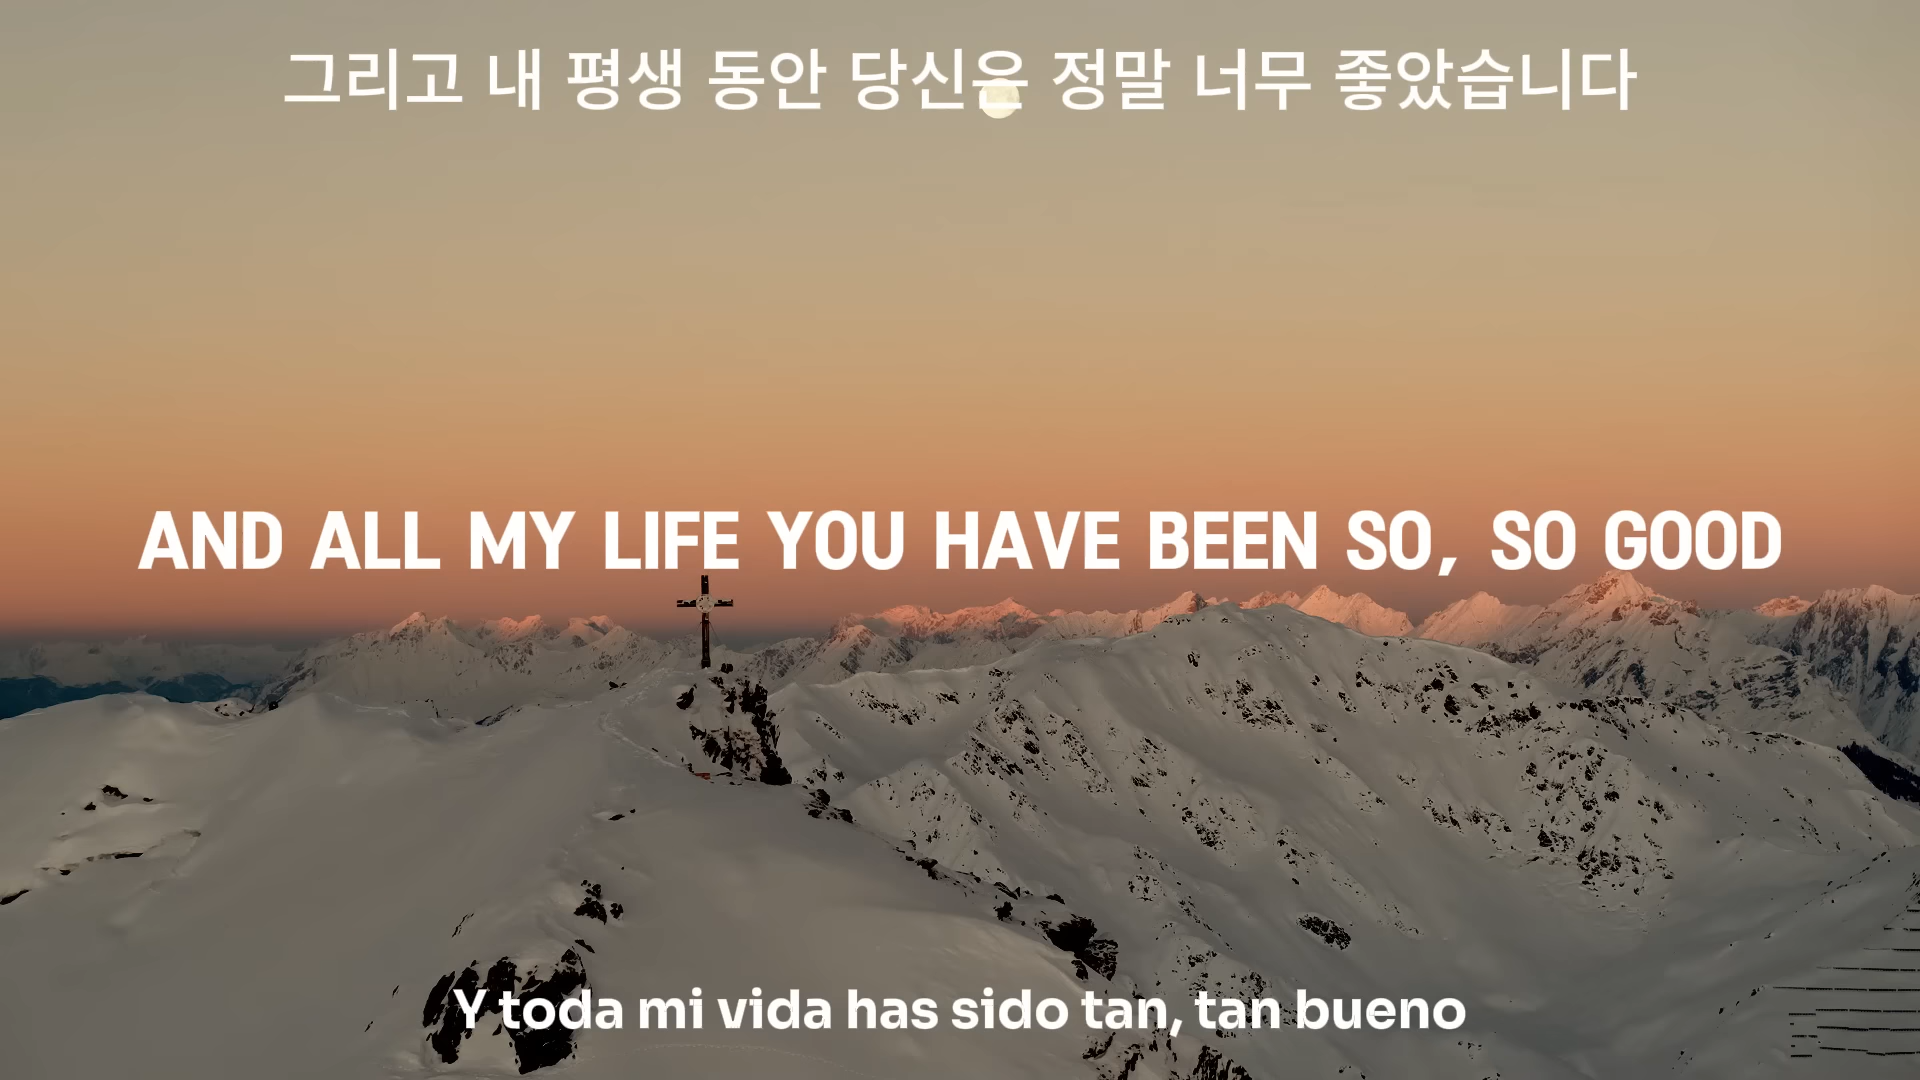 그리고 내 평생 동안 당신은 정말 너무 좋았습니다
AND ALL MY LIFE YOU HAVE BEEN SO, SO GOOD
Y toda mi vida has sido tan, tan bueno